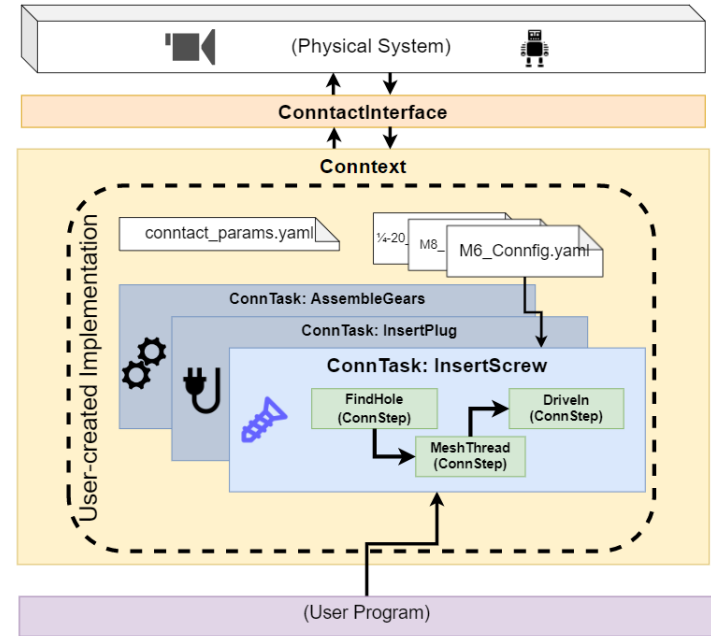 (Physical System)
ConntactInterface
Conntext
User-created Implementation
conntact_params.yaml
¼-20_
M8_
M6_Connfig.yaml
ConnTask: AssembleGears
ConnTask: InsertPlug
ConnTask: InsertScrew
FindHole
(ConnStep)
DriveIn
(ConnStep)
MeshThread
(ConnStep)
(User Program)